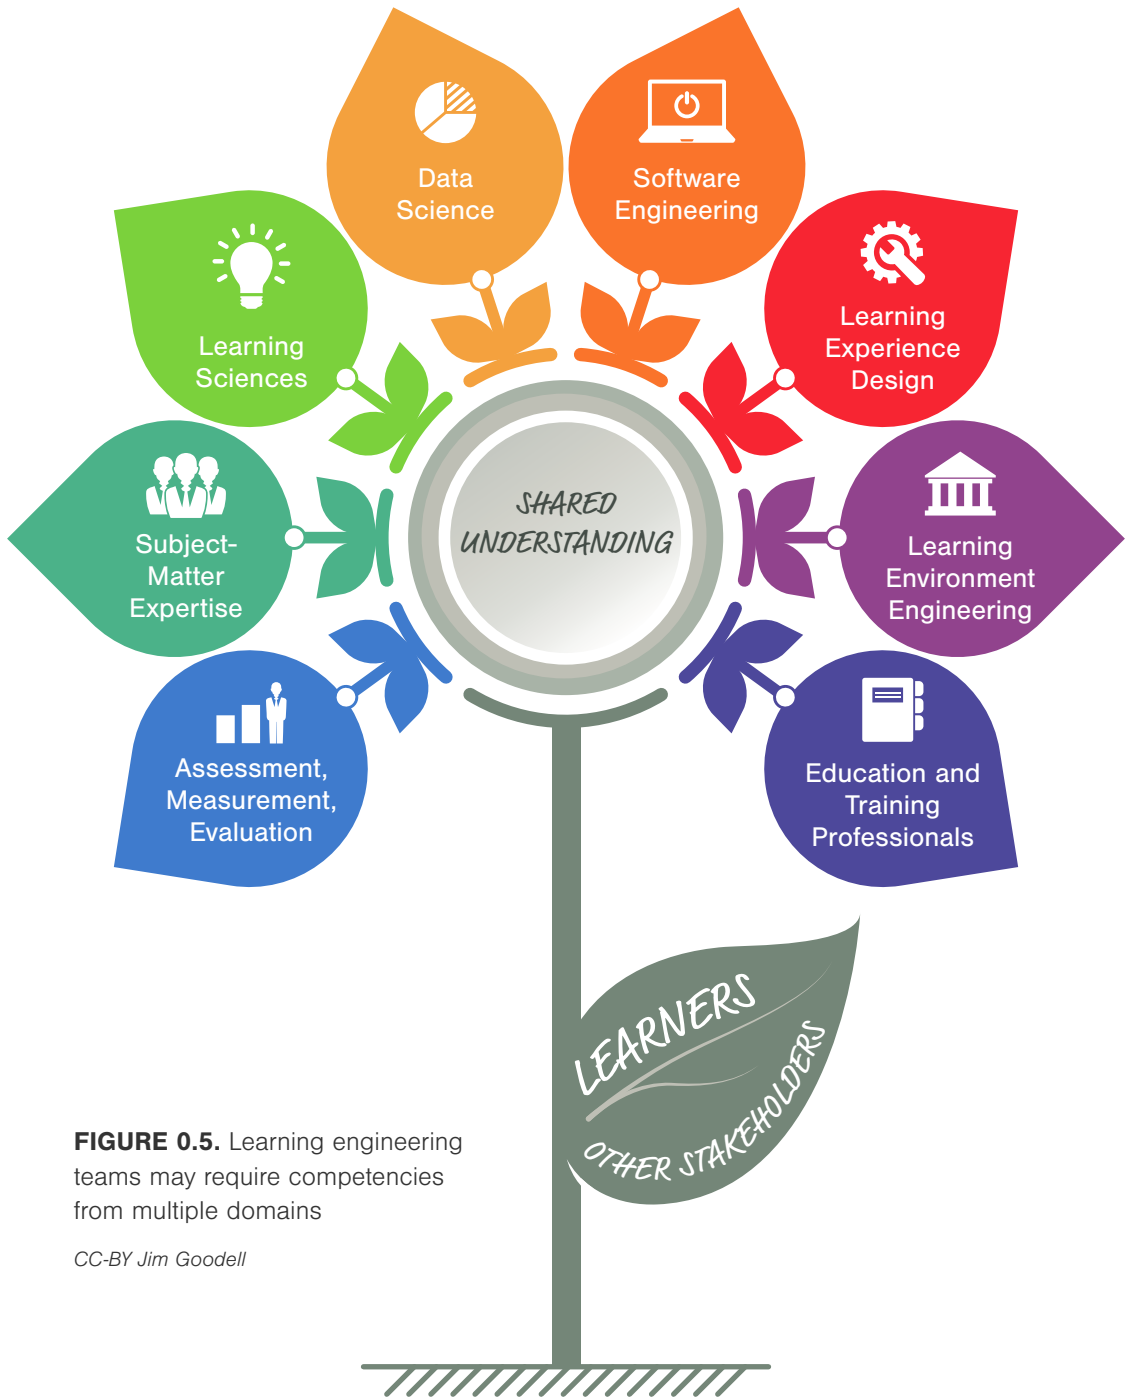 Data
Science
Software
Engineering
Learning
Sciences
Learning
Experience
Design
Subject-
Matter
Expertise
SHARED
UNDERSTANDING
Learning
Environment
Engineering
Assessment,
Measurement,
Evaluation
Education and
Training
Professionals
LEARNERS
OTHER STAKEHOLDERS
FIGURE 0.5. Learning engineering
teams may require competencies
from multiple domains
CC-BY Jim Goodell